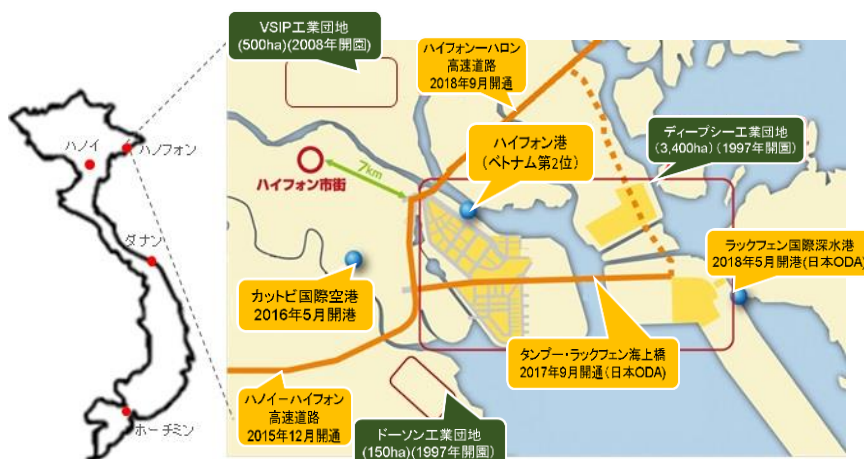 ハノイ
ハノフォン
ダナン
ホーチミン
VSIP工業団地
(500ha)(2008年開園)
ハイフォンーハロン
高速道路
2018年9月開通
ハイフォン港
(ベトナム第2位)
ディープシー工業団地
(3,400ha)(1997年開園)
7km
ハイフォン市街
ラックフェン国際深水港
2018年5月開港(日本ODA)
カットビ国際空港
2016年5月開港
タンブー・ラックフェン海上橋
2017年9月開通(日本ODA)
ハノイーハイフォン
高速道路
2015年12月開通
ドーソン工業団地
(150ha)(1997年開園)